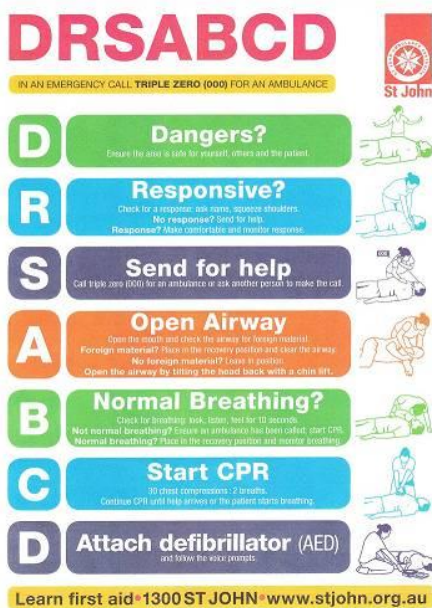 DRSABCD
IN AN EMERGENCY CALL TRIPLE ZERO (000) FOR AN AMBULANCE
St John
D
Dangers?
Ensure the area is safe for yourself, others and the patient.
R
Responsive?
Check for a response: ask name, squeeze shoulders.
No response? Send for help.
Response? Make comfortable and monitor response.
S
Send for help
Call triple zero (000) for an ambulance or ask another person to make the call.
000
A
Open Airway
Open the mouth and check the airway for foreign material.
Foreign material? Place in the recovery position and clear the airway.
No foreign material? Leave in position.
Open the airway by tilting the head back with a chin lift.
B
Normal Breathing?
Check for breathing: look, listen, feel for 10 seconds.
Not normal breathing? Ensure an ambulance has been called, start CPR.
Normal breathing? Place in the recovery position and monitor breathing.
C
Start CPR
30 chest compressions : 2 breaths.
Continue CPR until help arrives or the patient starts breathing.
D
Attach defibrillator (AED)
and follow the voice prompts.
Learn first aid•1300 ST JOHN•www.stjohn.org.au